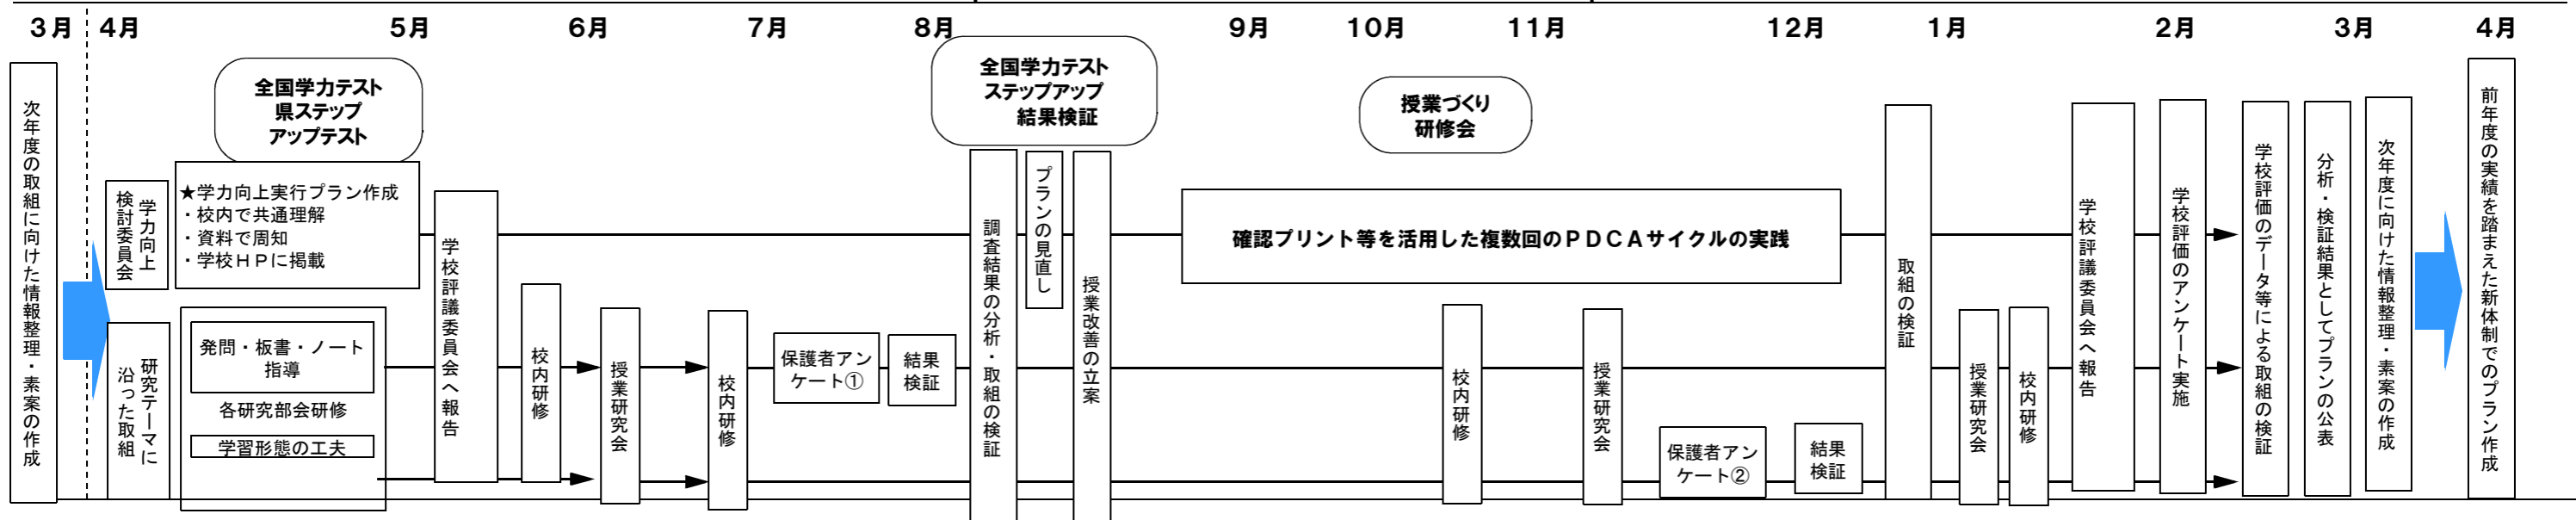 3月
4月
5月
6月
7月
8月
9月
10月
11月
12月
1月
2月
3月
4月
次年度の取組に向けた情報整理・素案の作成
学力向上
検討委員会
研究テーマに
沿った取組
全国学力テスト
県ステップ
アップテスト
★学力向上実行プラン作成
・校内で共通理解
・資料で周知
・学校HPに掲載
発問・板書・ノート
指導
各研究部会研修
学習形態の工夫
学校評議委員会へ報告
校内研修
授業研究会
校内研修
保護者アン
ケート①
結果
検証
全国学力テスト
ステップアップ
結果検証
調査結果の分析・取組の検証
プランの見直し
授業改善の立案
授業づくり
研修会
確認プリント等を活用した複数回のPDCAサイクルの実践
校内研修
授業研究会
保護者アン
ケート②
結果
検証
取組の検証
授業研究会
校内研修
学校評議委員会へ報告
学校評価のアンケート実施
学校評価のデータ等による取組の検証
分析・検証結果としてプランの公表
次年度に向けた情報整理・素案の作成
前年度の実績を踏まえた新体制でのプラン作成